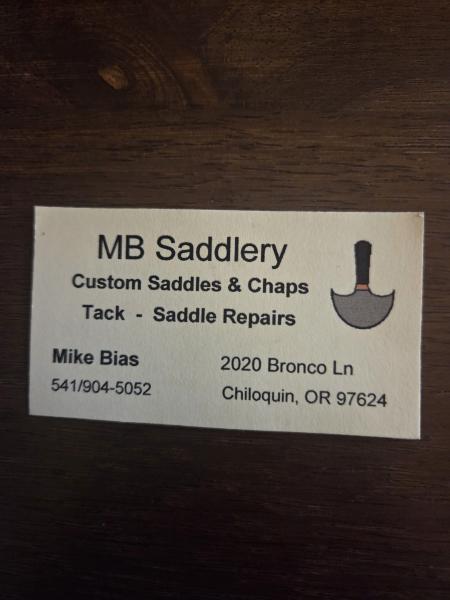 MB Saddlery
Custom Saddles & Chaps
Tack - Saddle Repairs
Mike Bias
541/904-5052
2020 Bronco Ln
Chiloquin, OR 97624